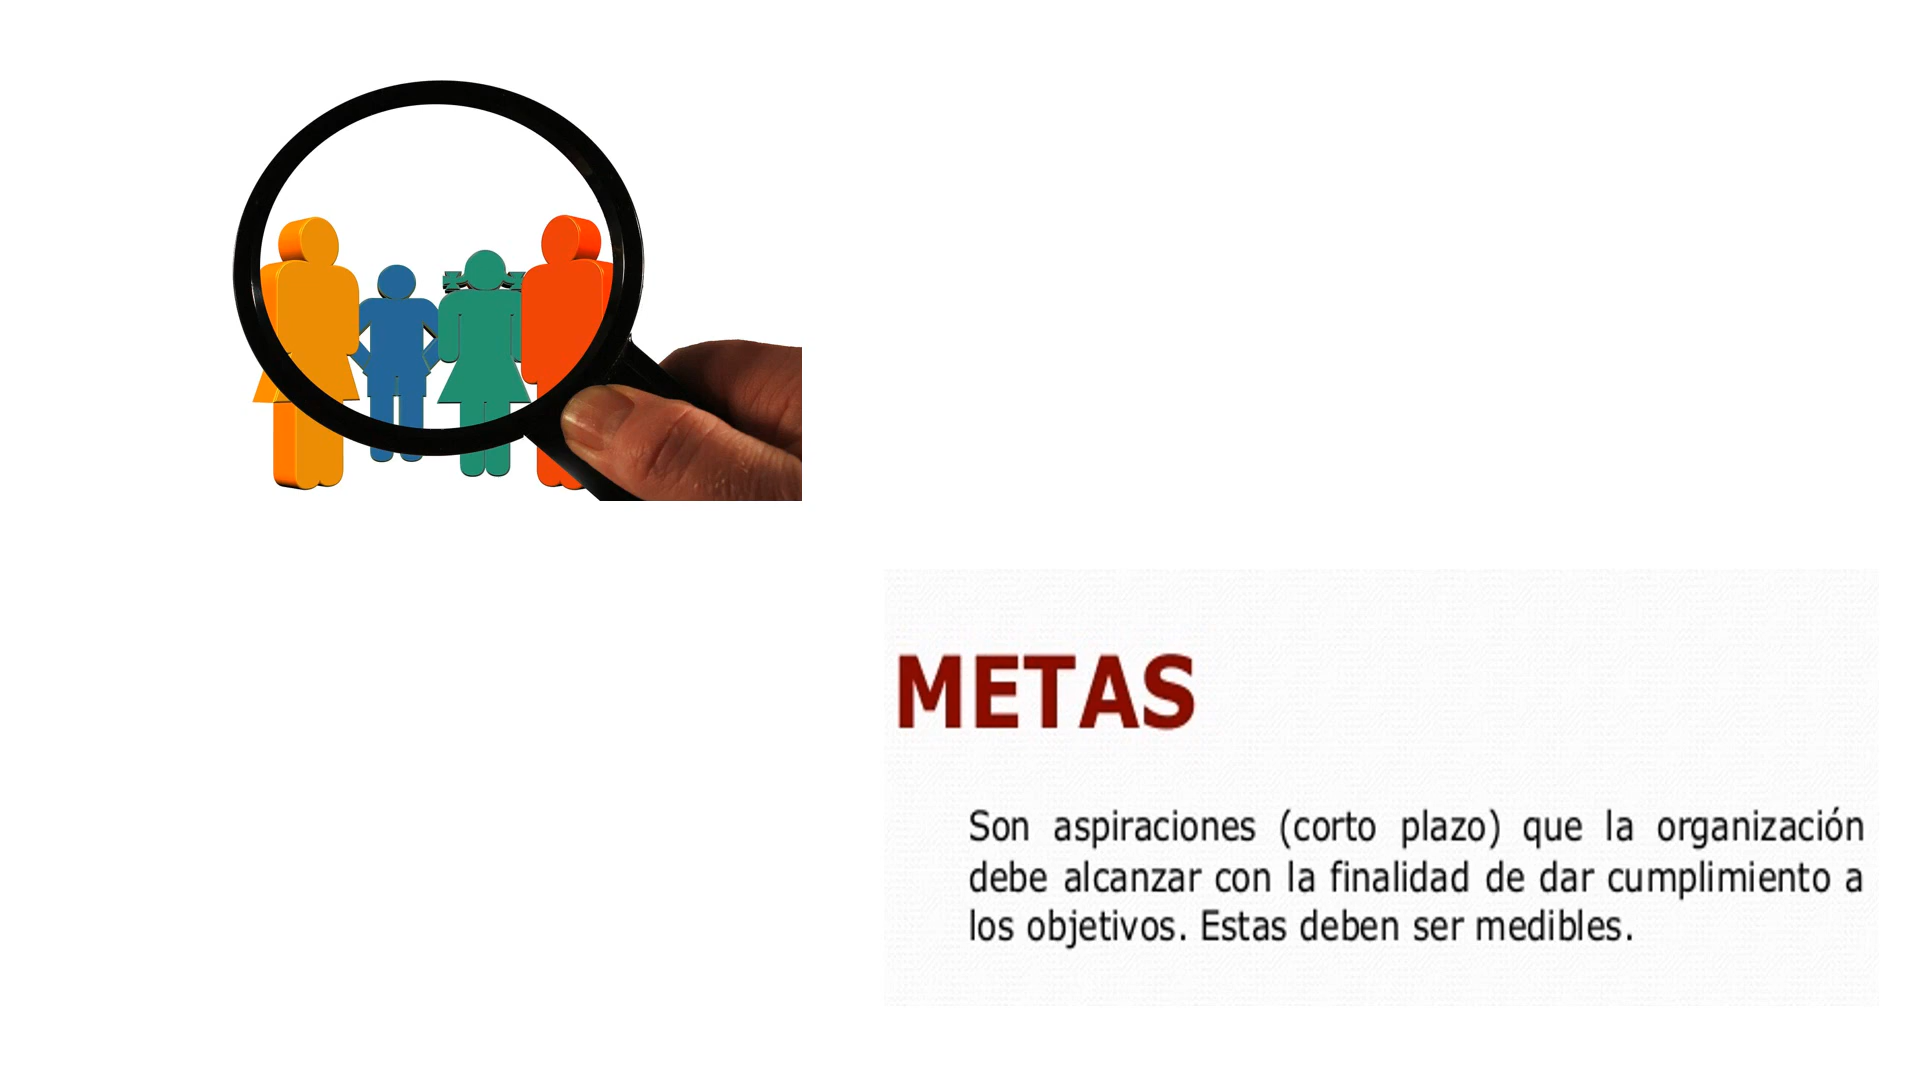 METAS
Son aspiraciones (corto plazo) que la organización
debe alcanzar con la finalidad de dar cumplimiento a
los objetivos. Estas deben ser medibles.